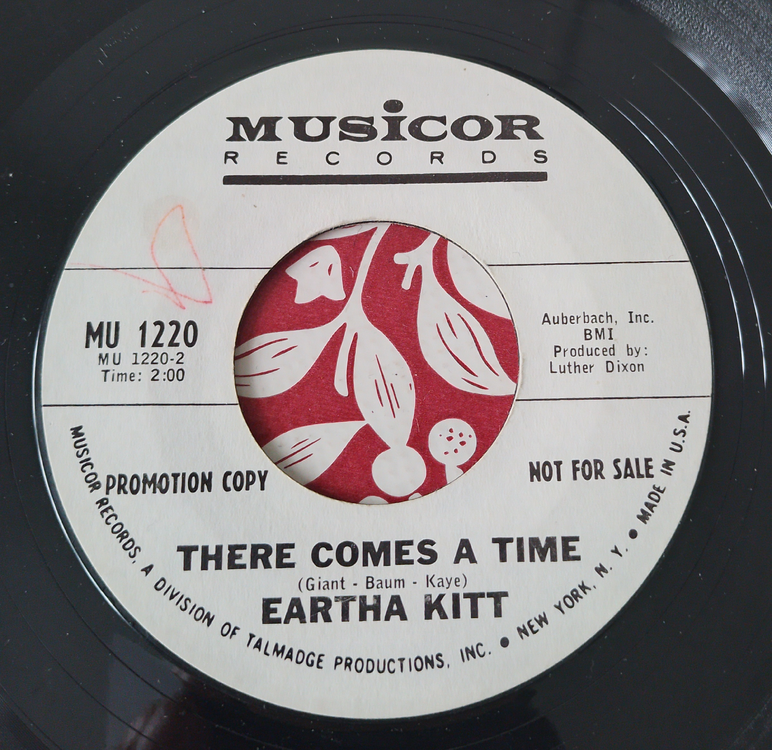 MUSICOR
RECORDS
MU 1220
MU 1220-2
Time: 2:00
Auberbach, Inc.
BMI
Produced by:
Luther Dixon
PROMOTION COPY
NOT FOR SALE
THERE COMES A TIME
(Giant - Baum - Kaye)
EARTHA KITT
MUSICOR RECORDS, A DIVISION OF TALMADGE PRODUCTIONS, INC. ● NEW YORK, N. Y. ● MADE IN U.S.A.